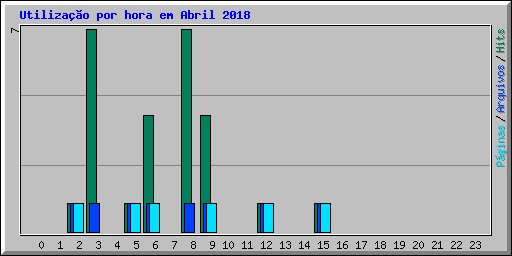 Utilização por hora em Abril 2018
7
Páginas / Arquivos / Hits
0 1 2 3 4 5 6 7 8 9 10 11 12 13 14 15 16 17 18 19 20 21 22 23